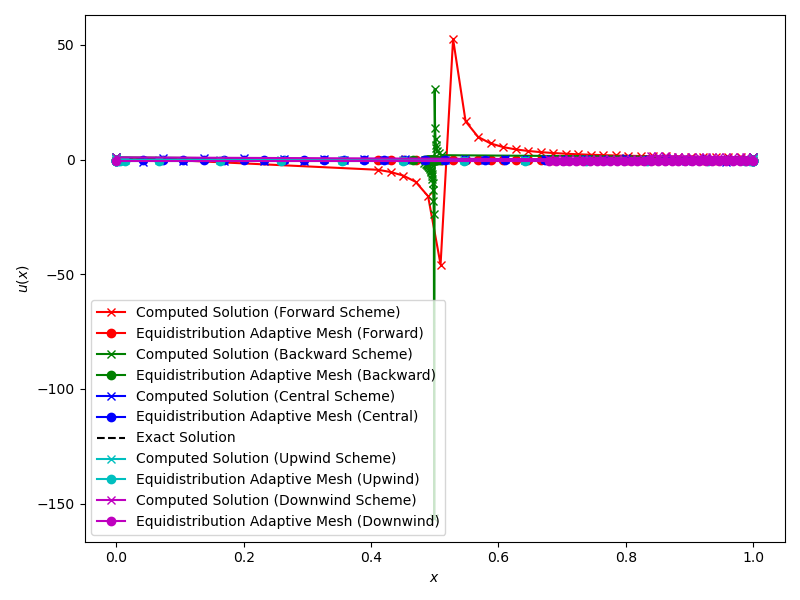 50
0
−50
−100
−150
u(x)
Computed Solution (Forward Scheme)
Equidistribution Adaptive Mesh (Forward)
Computed Solution (Backward Scheme)
Equidistribution Adaptive Mesh (Backward)
Computed Solution (Central Scheme)
Equidistribution Adaptive Mesh (Central)
Exact Solution
Computed Solution (Upwind Scheme)
Equidistribution Adaptive Mesh (Upwind)
Computed Solution (Downwind Scheme)
Equidistribution Adaptive Mesh (Downwind)
0.0 0.2 0.4 0.6 0.8 1.0
x